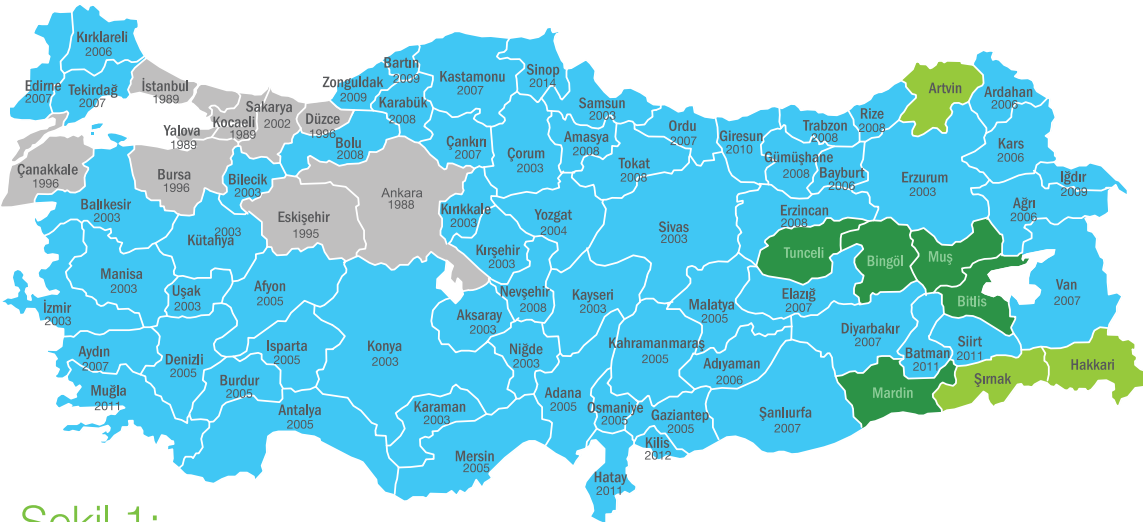 Kırklareli
2006
Edirne
2007
Tekirdağ
2007
İstanbul
1989
Kocaeli
1989
Sakarya
2002
Yalova
1989
Düzce
1996
Zonguldak
2009
Bartın
2009
Karabük
2008
Kastamonu
2007
Sinop
2014
Samsun
2003
Bolu
2008
Çankırı
2007
Çorum
2003
Amasya
2008
Tokat
2008
Ordu
2007
Giresun
2010
Trabzon
2008
Gümüşhane
2008
Bayburt
2006
Rize
2008
Artvin
Ardahan
2006
Kars
2006
Iğdır
2009
Ağrı
2006
Erzurum
2003
Erzincan
2008
Çanakkale
1996
Bursa
1996
Bilecik
2003
Balıkesir
2003
2003
Kütahya
Eskişehir
1995
Ankara
1988
Kırıkkale
2003
Kırşehir
2003
Yozgat
2004
Sivas
2003
Tunceli
Bingöl
Muş
Bitlis
Van
2007
Manisa
2003
Uşak
2003
Afyon
2005
İzmir
2003
Aydın
2007
Denizli
2005
Muğla
2011
Burdur
2005
Isparta
2005
Antalya
2005
Konya
2003
Aksaray
2003
Nevşehir
2008
Kayseri
2003
Niğde
2003
Karaman
2003
Mersin
2005
Adana
2005
Osmaniye
2005
Hatay
2011
Kahramanmaraş
2005
Malatya
2005
Elazığ
2007
Adıyaman
2006
Gaziantep
2005
Kilis
2012
Şanlıurfa
2007
Diyarbakır
2007
Batman
2011
Siirt
2011
Mardin
Şırnak
Hakkari
Şekil 1: